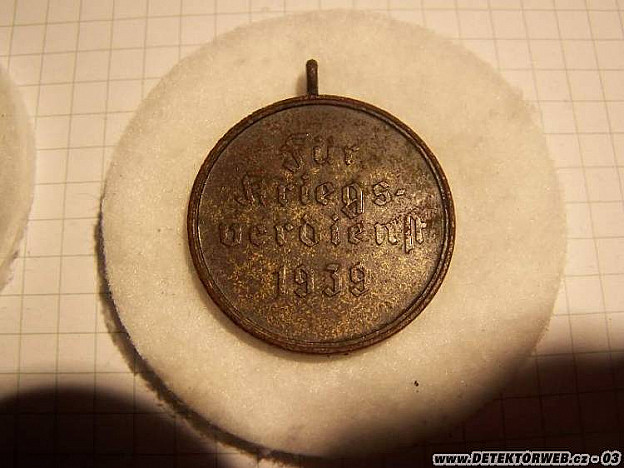 Für
Kriegs-
verdienst
1939
www.DETEKTORWEB.cz - 03